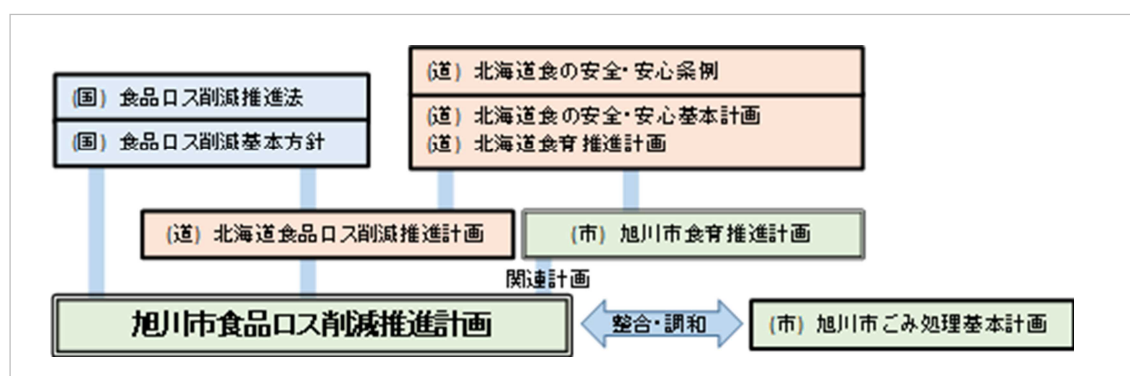 (国) 食品ロス削減推進法
(国) 食品ロス削減基本方針
(道) 北海道食の安全・安心条例
(道) 北海道食の安全・安心基本計画
(道) 北海道食育推進計画
(道) 北海道食品ロス削減推進計画
(市) 旭川市食育推進計画
関連計画
旭川市食品ロス削減推進計画
整合・調和
(市) 旭川市ごみ処理基本計画